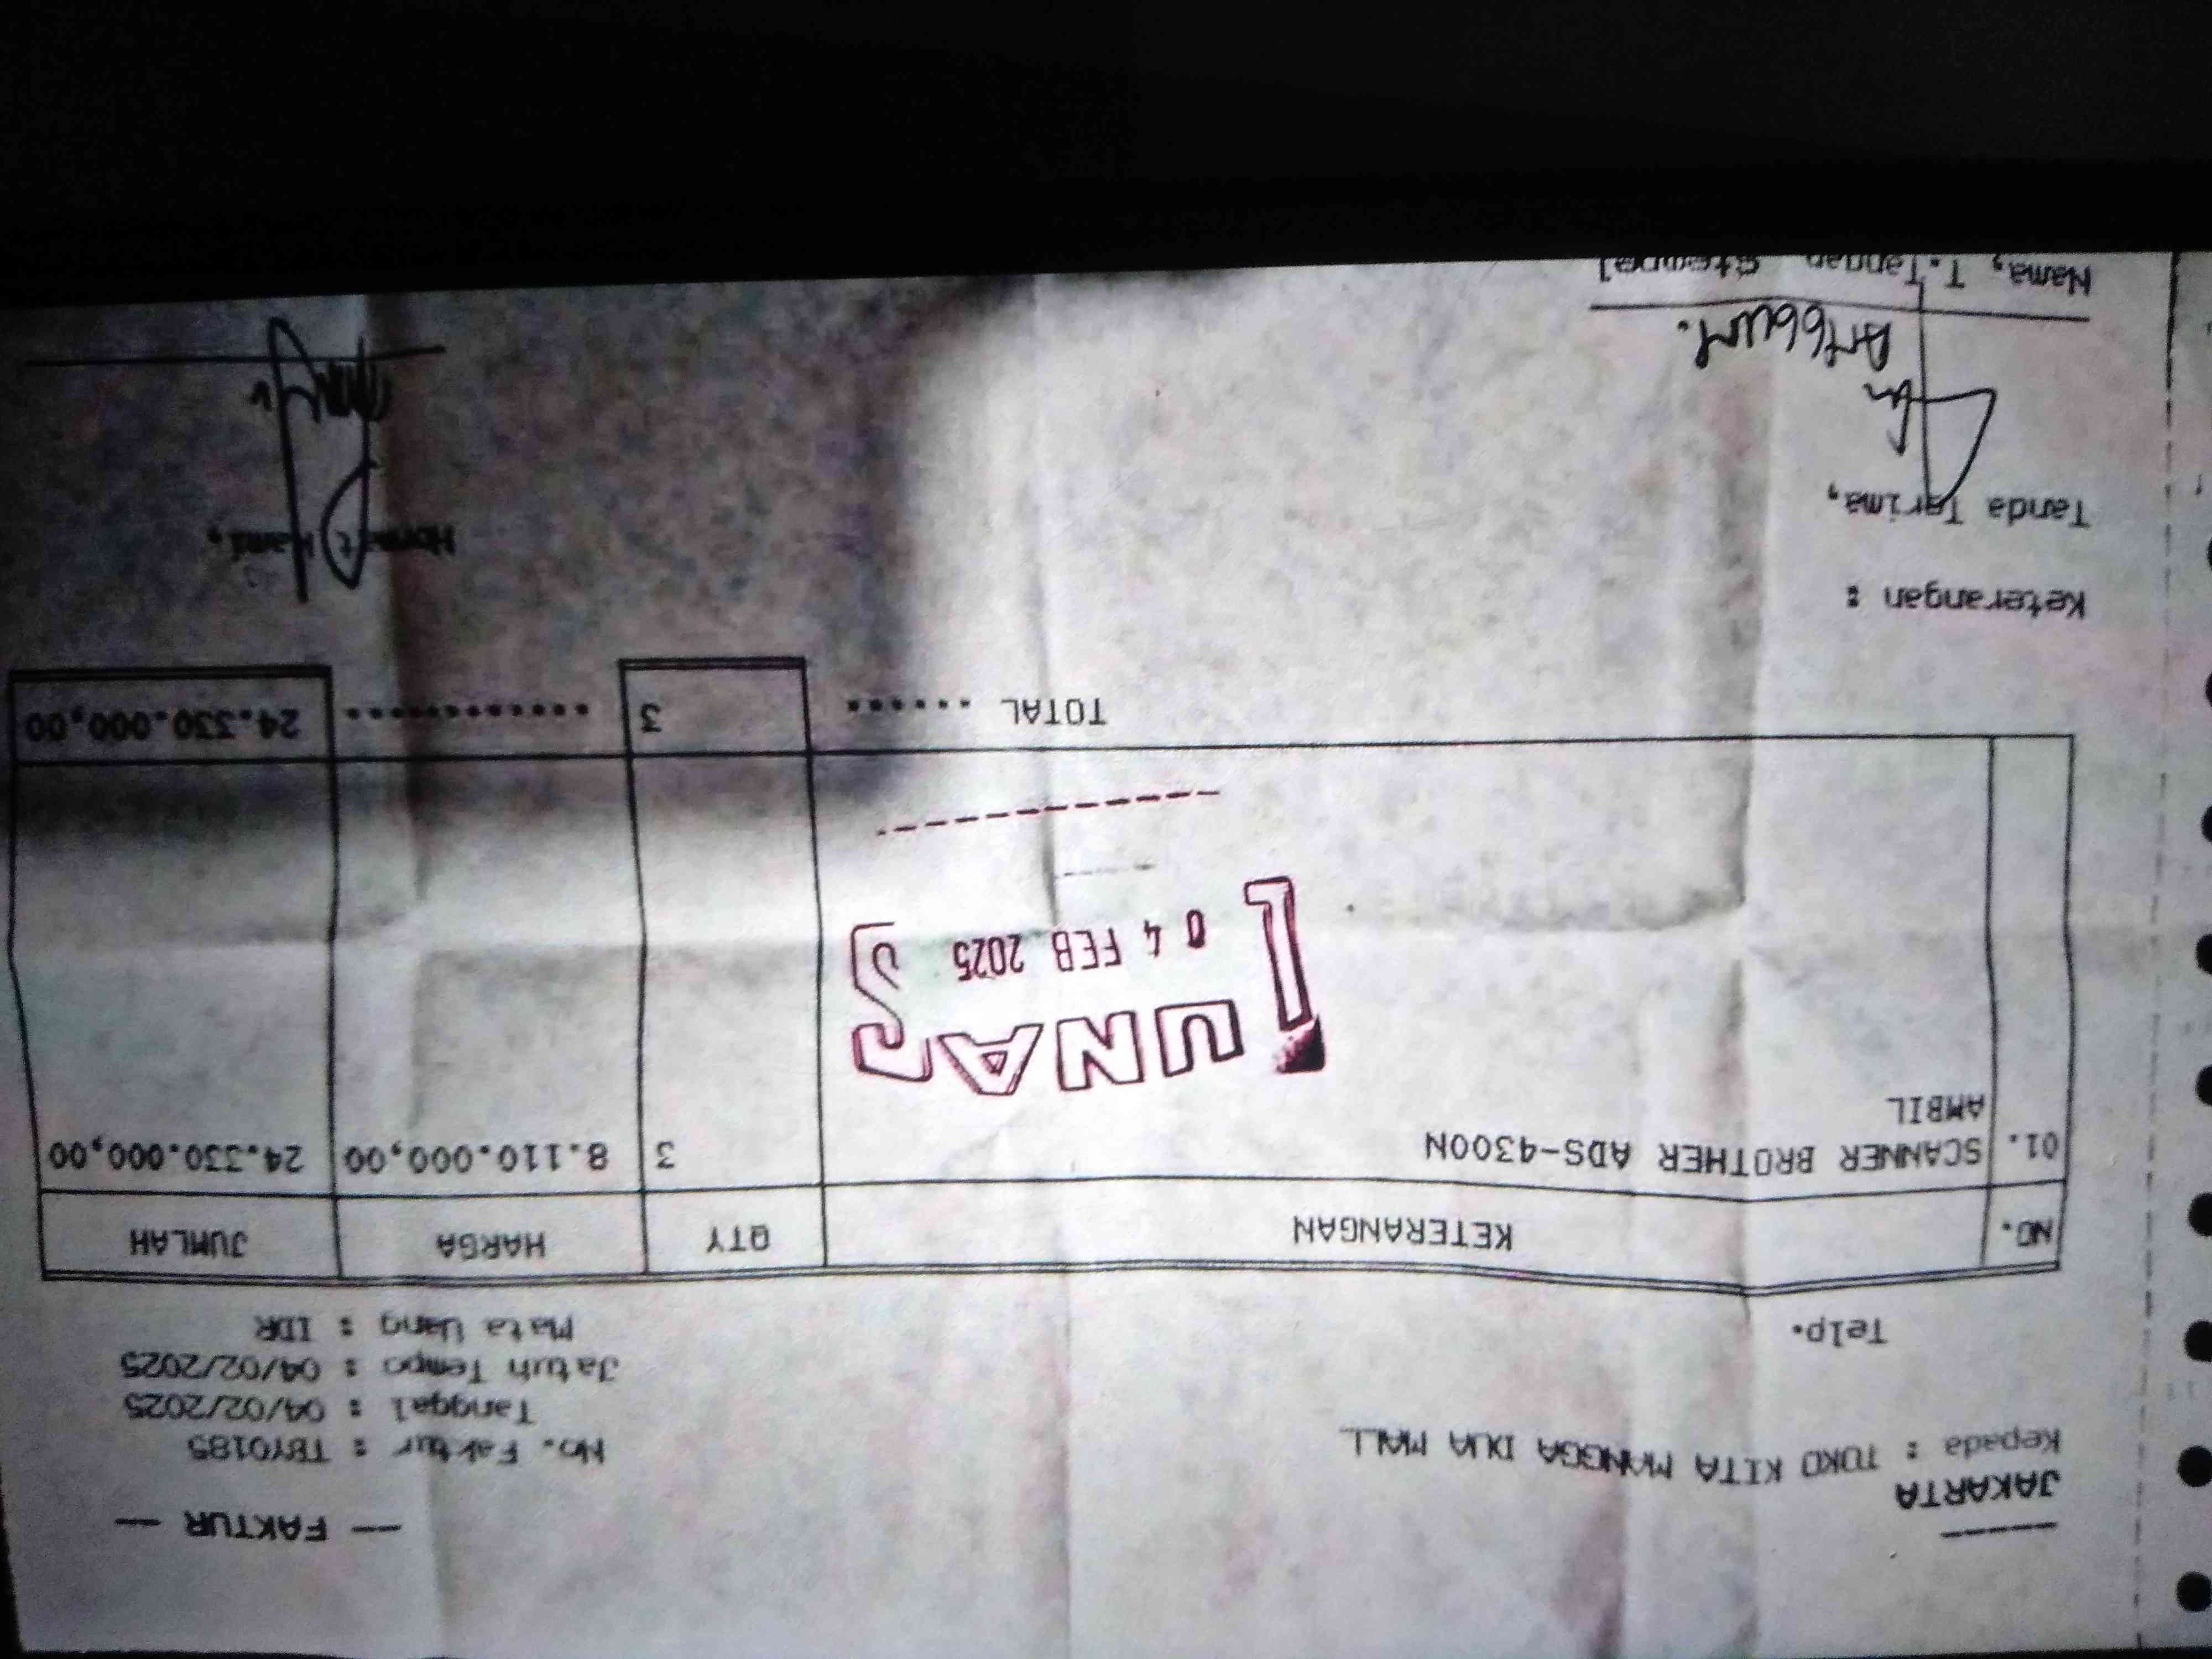 JAKARTA
— FAKTUR —
Kepada : TOKO KITA MANGGA DUA MALL
No. Faktur : TBY0185
Tanggal : 04/02/2025
Jatuh Tempo : 04/02/2025
Telp.
Mata Uang : IDR
NO. KETERANGAN QTY HARGA JUMLAH
01. SCANNER BROTHER ADS-4300N 3 8.110.000,00 24.330.000,00
AMBIL
LUNAS
04 FEB 2025
TOTAL ...... 3 ............. 24.330.000,00
Keterangan :
Tanda Terima, Hormat Kami,
Nama, T.Tangan Stempel